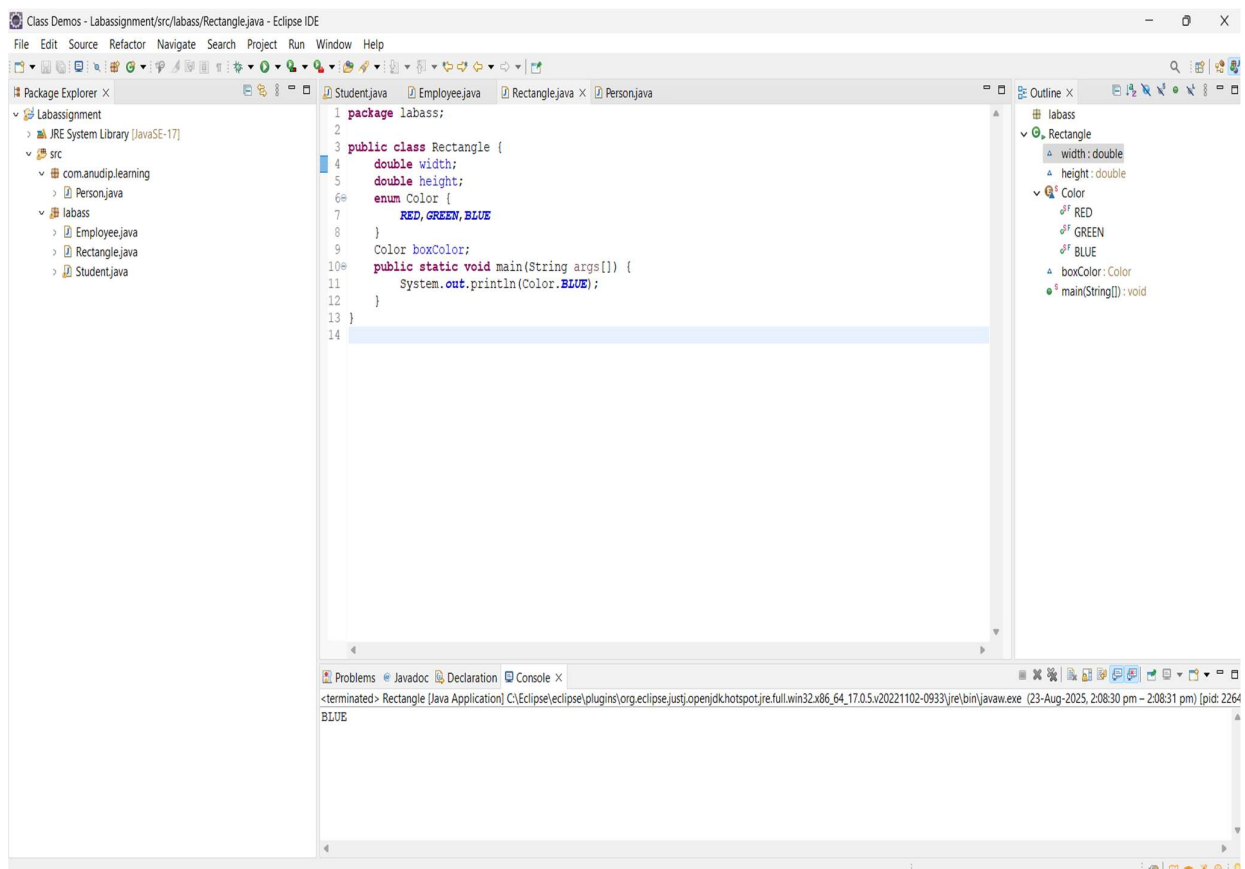 Class Demos - Labassignment/src/labass/Rectangle.java - Eclipse IDE
File Edit Source Refactor Navigate Search Project Run Window Help
Package Explorer
Labassignment
JRE System Library [JavaSE-17]
src
com.anudip.learning
Person.java
labass
Employee.java
Rectangle.java
Student.java
Student.java Employee.java Rectangle.java Person.java
1 package labass;
2
3 public class Rectangle {
4 double width;
5 double height;
6 enum Color {
7 RED,GREEN,BLUE
8 }
9 Color boxColor;
10 public static void main(String args[]) {
11 System.out.println(Color.BLUE);
12 }
13 }
14
Outline
labass
Rectangle
width : double
height : double
Color
RED
GREEN
BLUE
boxColor : Color
main(String[]) : void
Problems Javadoc Declaration Console
<terminated> Rectangle [Java Application] C:\Eclipse\eclipse\plugins\org.eclipse.justj.openjdk.hotspot.jre.full.win32.x86_64_17.0.5.v20221102-0933\jre\bin\javaw.exe (23-Aug-2025, 2:08:30 pm – 2:08:31 pm) [pid: 2264
BLUE